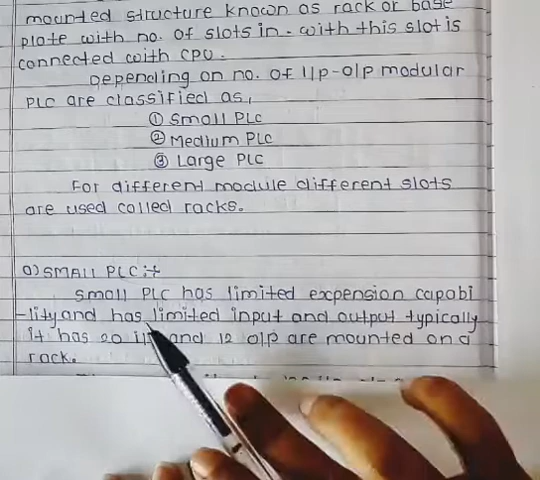 mounted structure known as rack or base
plate with no. of slots in. with this slot is
connected with CPU.
Depending on no. of I/p-o/p modular
PLC are classified as,
① Small PLC
② Medium PLC
③ Large PLC
For different module different slots
are used called racks.
a) SMAll PLC :+
Small PLC has limited expension capabi
-lity and has limited input and output typically
it has 20 and 12 o/p are mounted on a
rack.